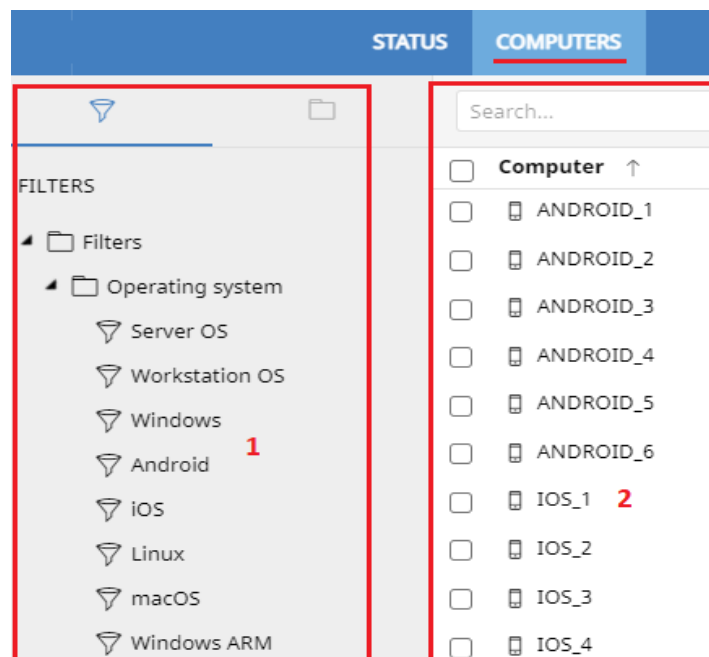 STATUS COMPUTERS
Search...
FILTERS
Filters
Operating system
Server OS
Workstation OS
Windows
1
Android
iOS
Linux
macOS
Windows ARM
Computer ↑
ANDROID_1
ANDROID_2
ANDROID_3
ANDROID_4
ANDROID_5
ANDROID_6
IOS_1 2
IOS_2
IOS_3
IOS_4